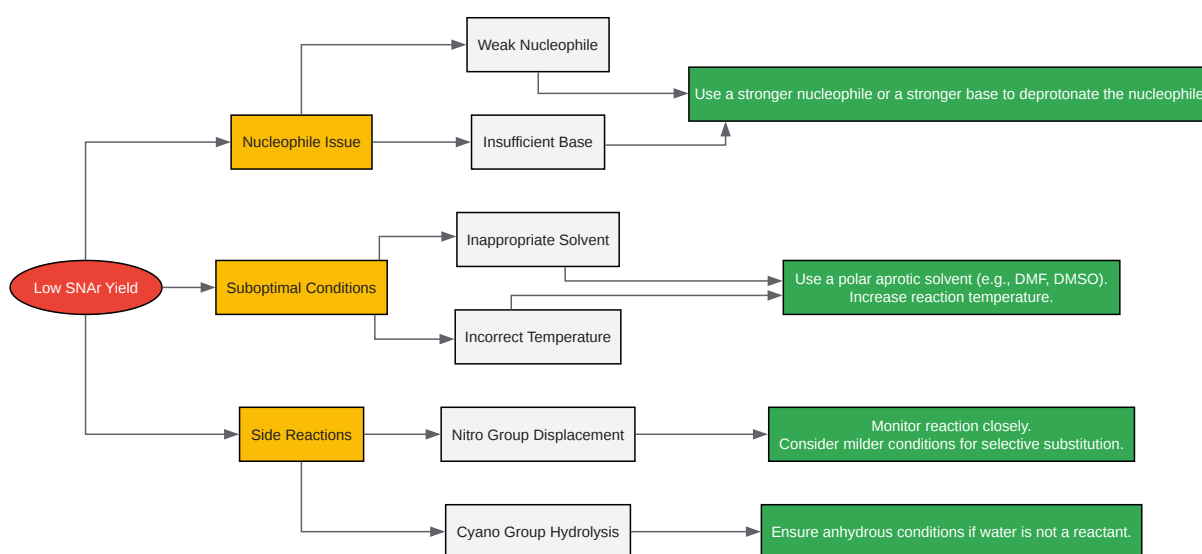 Weak Nucleophile
Use a stronger nucleophile or a stronger base to deprotonate the nucleophile
Nucleophile Issue
Insufficient Base
Inappropriate Solvent
Low SNAr Yield
Suboptimal Conditions
Use a polar aprotic solvent (e.g., DMF, DMSO).
Increase reaction temperature.
Incorrect Temperature
Side Reactions
Nitro Group Displacement
Monitor reaction closely.
Consider milder conditions for selective substitution.
Cyano Group Hydrolysis
Ensure anhydrous conditions if water is not a reactant.